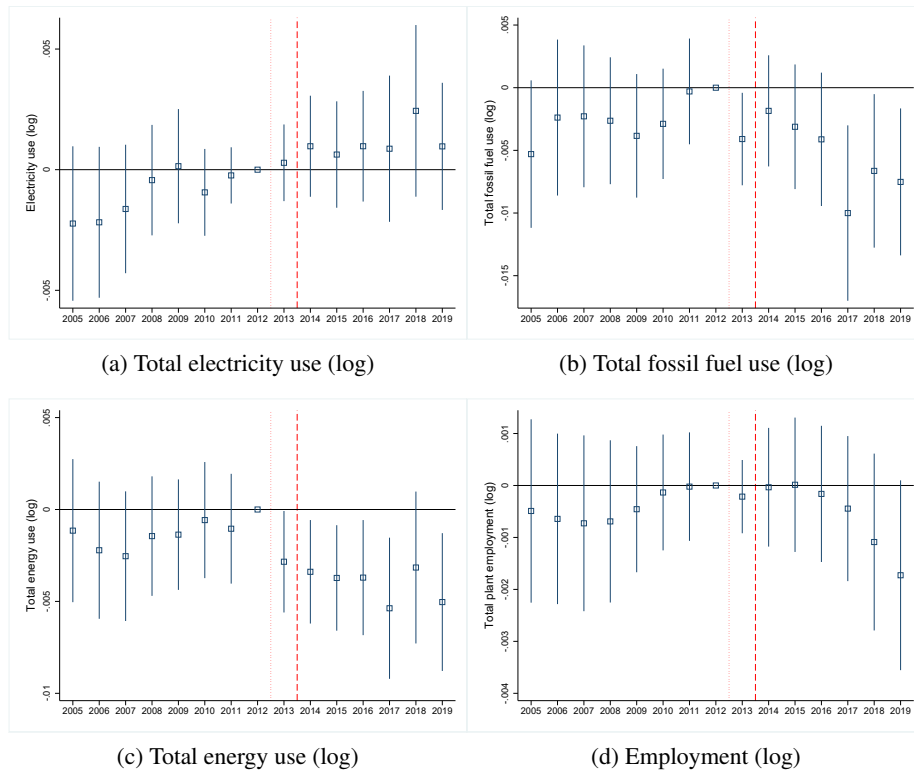 .005
0
-.005
Electricity use (log)
2005 2006 2007 2008 2009 2010 2011 2012 2013 2014 2015 2016 2017 2018 2019
(a) Total electricity use (log)
.005
0
-.005
-.01
-.015
Total fossil fuel use (log)
2005 2006 2007 2008 2009 2010 2011 2012 2013 2014 2015 2016 2017 2018 2019
(b) Total fossil fuel use (log)
.005
0
-.005
-.01
Total energy use (log)
2005 2006 2007 2008 2009 2010 2011 2012 2013 2014 2015 2016 2017 2018 2019
(c) Total energy use (log)
.001
0
-.001
-.002
-.003
-.004
Total plant employment (log)
2005 2006 2007 2008 2009 2010 2011 2012 2013 2014 2015 2016 2017 2018 2019
(d) Employment (log)